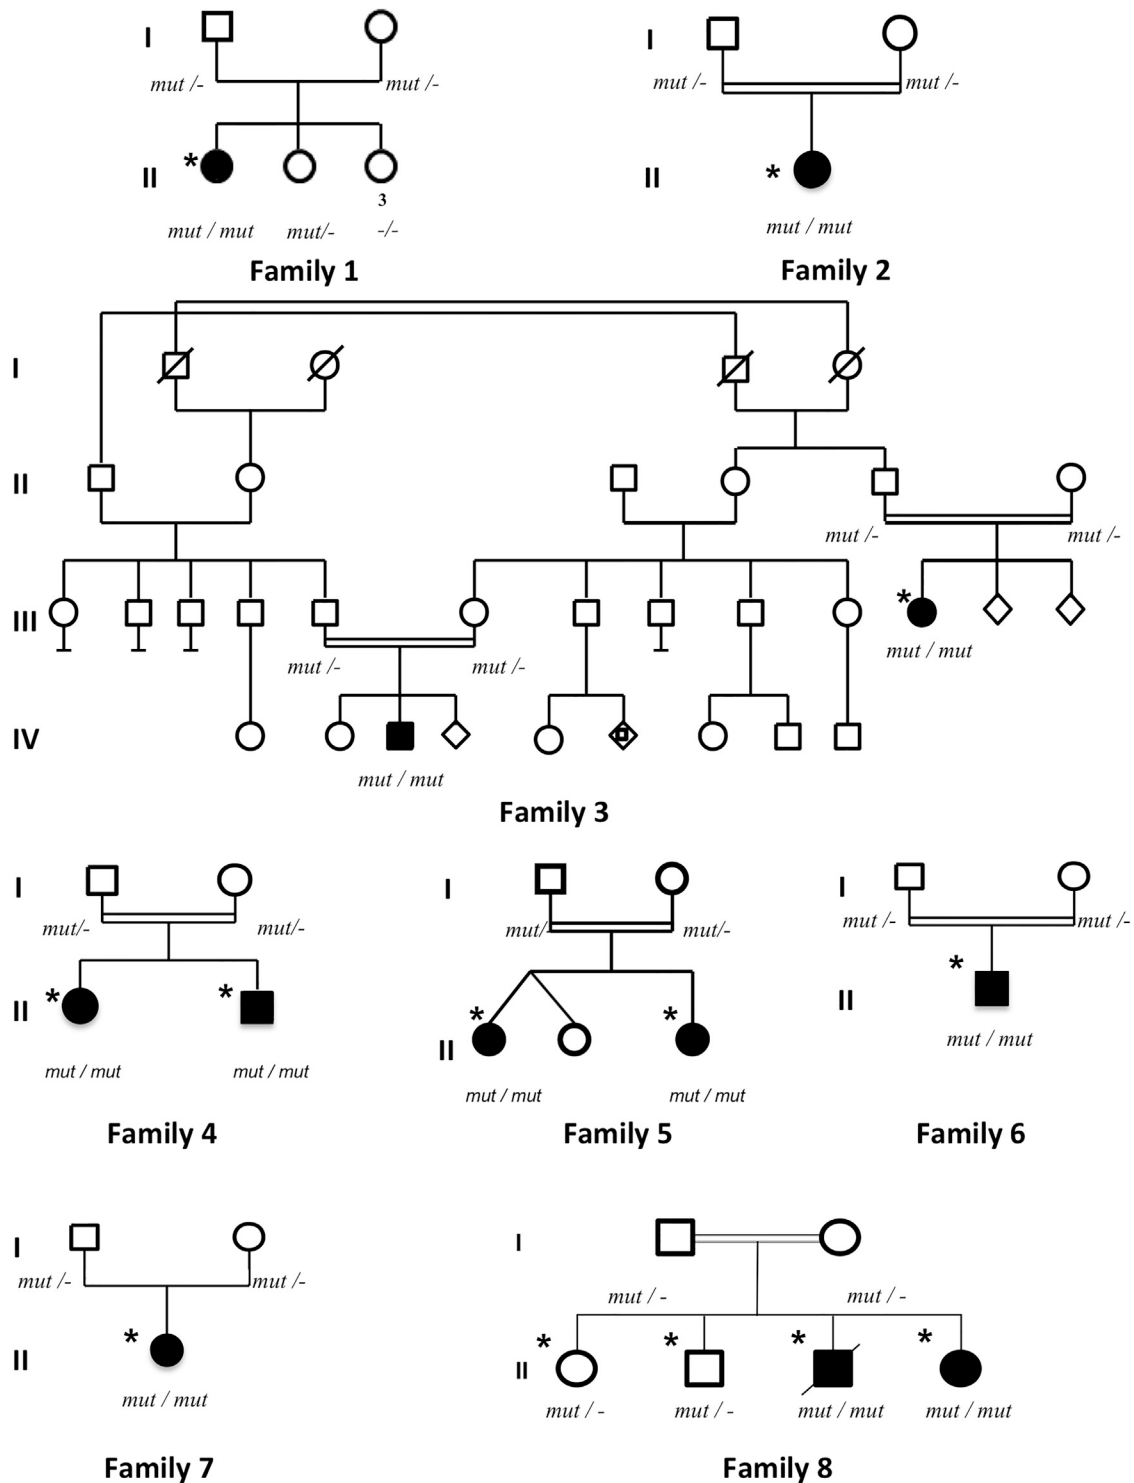 I I
mut /- mut /- mut /- mut /-
* *
II II
3
mut / mut mut/- -/- mut / mut
Family 1 Family 2
I
II
mut /- mut /-
III *
mut / mut
mut /- mut /-
IV
mut / mut
Family 3
I I I
mut/- mut/- mut/- mut/- mut /- mut /-
* * * * *
II II II
mut / mut mut / mut mut / mut mut / mut mut / mut
Family 4 Family 5 Family 6
I I
mut /- mut /- mut / - mut / -
* * * * *
II II
mut / mut mut / - mut / - mut / mut mut / mut
Family 7 Family 8